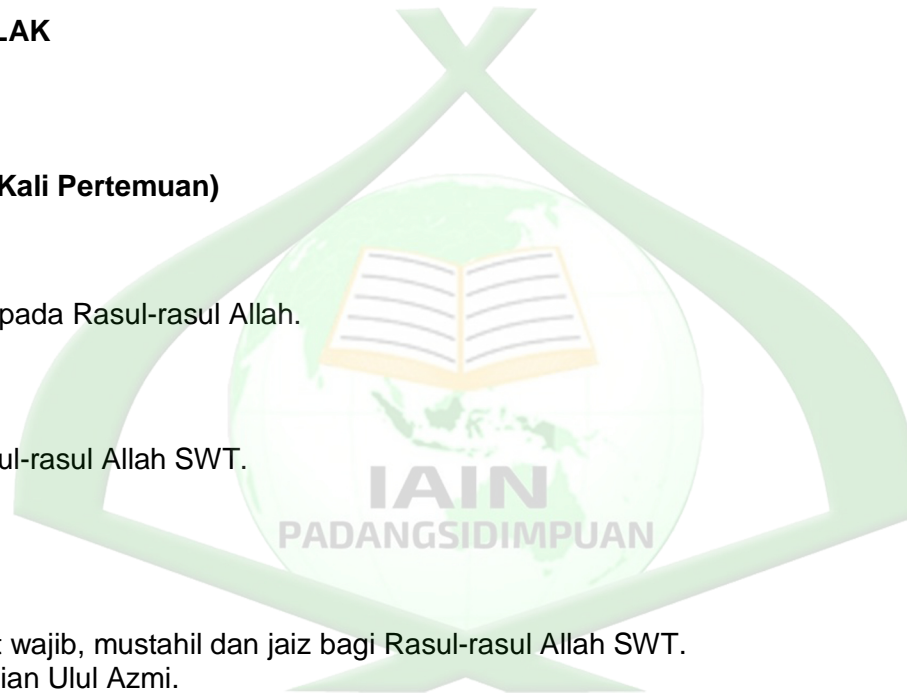 LAK
Kali Pertemuan)
pada Rasul-rasul Allah.
ul-rasul Allah SWT.
IAIN
PADANGSIDIMPUAN
t wajib, mustahil dan jaiz bagi Rasul-rasul Allah SWT.
ian Ulul Azmi.